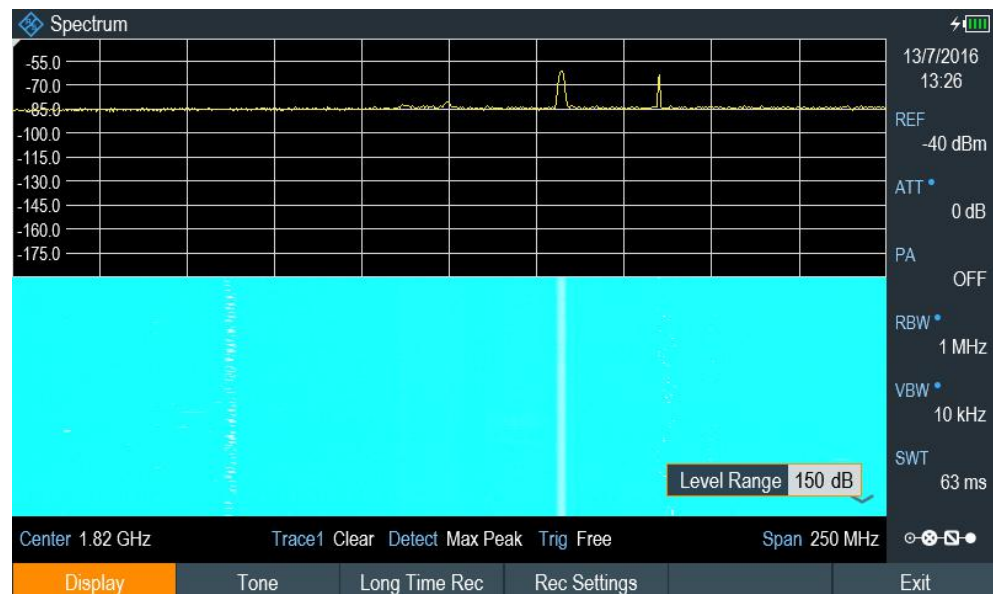 Spectrum
13/7/2016
13:26
-55.0
-70.0
-85.0
-100.0
-115.0
-130.0
-145.0
-160.0
-175.0
REF
-40 dBm
ATT
0 dB
PA
OFF
RBW
1 MHz
VBW
10 kHz
SWT
63 ms
Level Range 150 dB
Center 1.82 GHz Trace1 Clear Detect Max Peak Trig Free Span 250 MHz
Display Tone Long Time Rec Rec Settings Exit